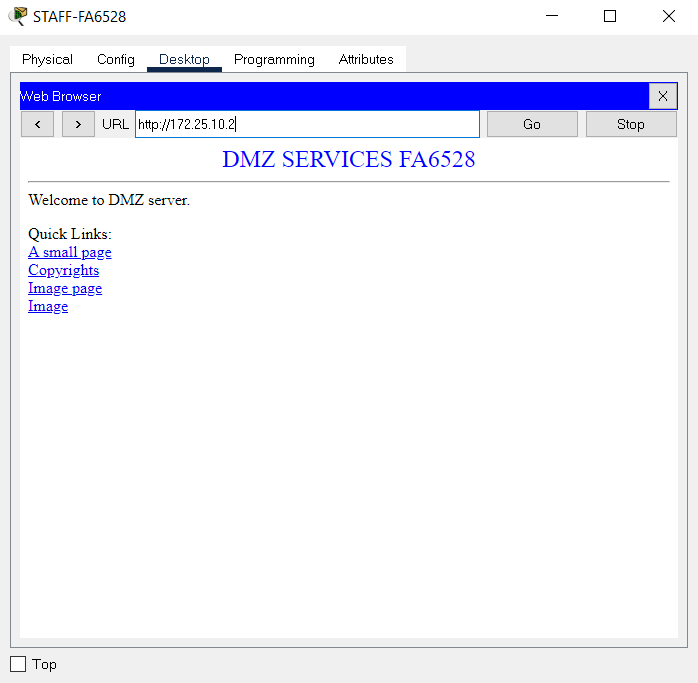 STAFF-FA6528
Physical Config Desktop Programming Attributes
Web Browser X
< > URL http://172.25.10.2 Go Stop
DMZ SERVICES FA6528
Welcome to DMZ server.
Quick Links:
A small page
Copyrights
Image page
Image
Top